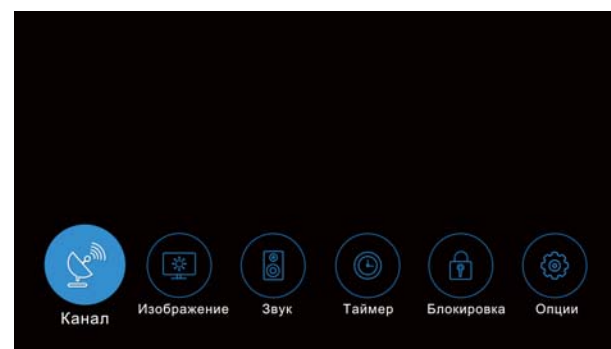 Канал
Изображение
Звук
Таймер
Блокировка
Опции